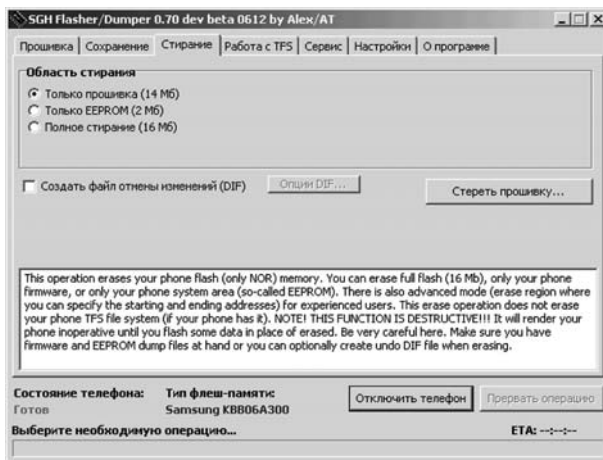 SGH Flasher/Dumper 0.70 dev beta 0612 by Alex/AT
Прошивка Сохранение Стирание Работа с TFS Сервис Настройки О програнне
Область стирания
Только прошивка (14 Мб)
Только EEPROM (2 Мб)
Полное стирание (16 Мб)
Создать файл отмены изменений (DIF) Опции DIF... Стереть прошивку...
This operation erases your phone flash (only NOR) memory. You can erase full flash (16 Mb), only your phone
firmware, or only your phone system area (so-called EEPROM). There is also advanced mode (erase region where
you can specify the starting and ending addresses) for experienced users. This erase operation does not erase
your phone TFS file system (if your phone has it). NOTE! THIS FUNCTION IS DESTRUCTIVE!!! It will render your
phone inoperative until you flash some data in place of erased. Be very careful here. Make sure you have
firmware and EEPROM dump files at hand or you can optionally create undo DIF file when erasing.
Состояние телефона: Тип флеш-памяти: Отключить телефон Прервать операцию
Готов Samsung KBB06A300
Выберите необходимую операцию... ETA: --:--:--